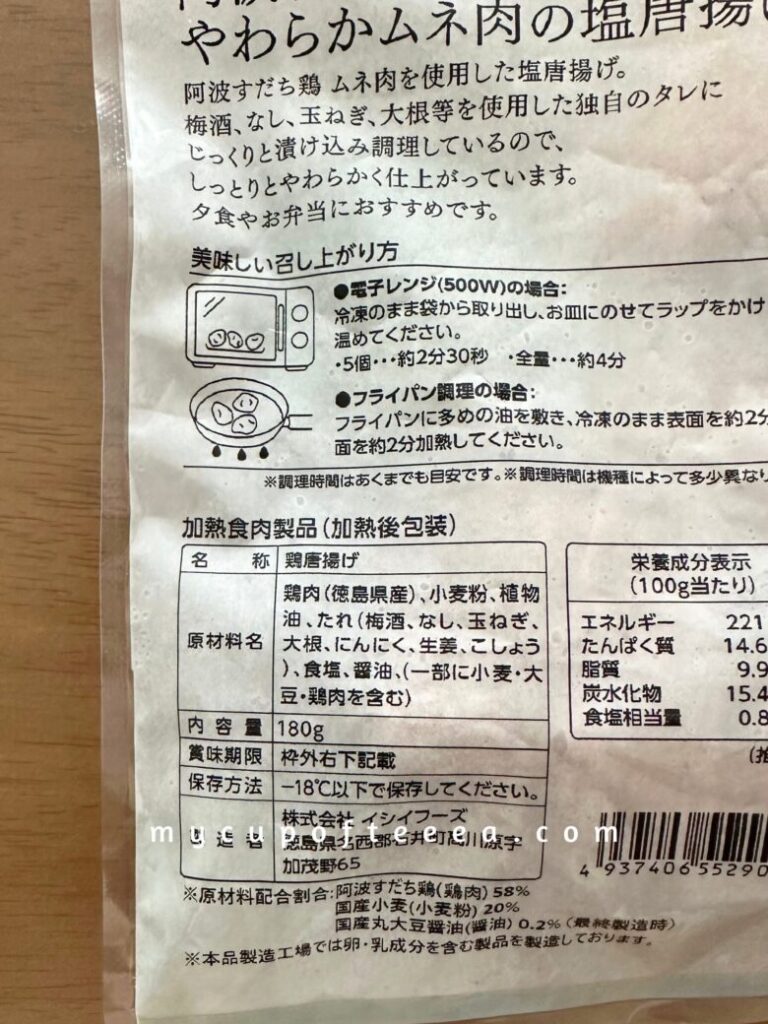 やわらかムネ肉の塩唐揚げ
阿波すだち鶏 ムネ肉を使用した塩唐揚げ。
梅酒、なし、玉ねぎ、大根等を使用した独自のタレに
じっくりと漬け込み調理しているので、
しっとりとやわらかく仕上がっています。
夕食やお弁当におすすめです。
美味しい召し上がり方
●電子レンジ(500W)の場合:
冷凍のまま袋から取り出し、お皿にのせてラップをかけ
温めてください。
・5個・・・約2分30秒 ・全量・・・約4分
●フライパン調理の場合:
フライパンに多めの油を敷き、冷凍のまま表面を約2分
面を約2分加熱してください。
※調理時間はあくまでも目安です。※調理時間は機種によって多少異なり
加熱食肉製品(加熱後包装)
名称 鶏唐揚げ
原材料名 鶏肉(徳島県産)、小麦粉、植物
油、たれ(梅酒、なし、玉ねぎ、
大根、にんにく、生姜、こしょう
)、食塩、醤油、(一部に小麦・大
豆・鶏肉を含む)
内容量 180g
賞味期限 枠外右下記載
保存方法 -18℃以下で保存してください。
製造者 株式会社 イシイフーズ
徳島県名西郡石井町高川原字
加茂野65
栄養成分表示
(100g当たり)
エネルギー 221
たんぱく質 14.6
脂質 9.9
炭水化物 15.4
食塩相当量 0.8
(推
4 937406 55290
mycupofteeea.com
※原材料配合割合:阿波すだち鶏(鶏肉) 58%
国産小麦(小麦粉) 20%
国産丸大豆醤油(醤油) 0.2% (最終製造時)
※本品製造工場では卵・乳成分を含む製品を製造しております。